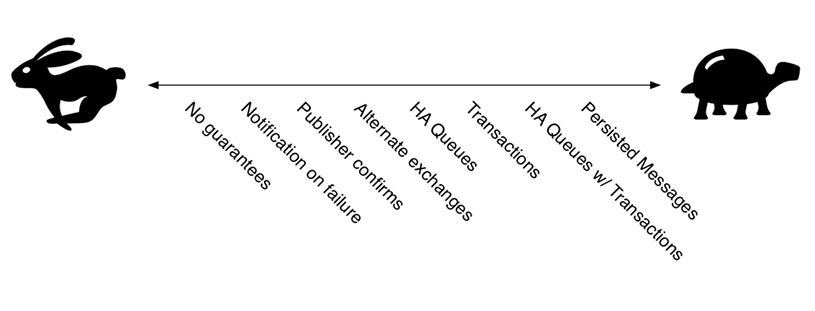 No guarantees
Notification on failure
Publisher confirms
Alternate exchanges
HA Queues
Transactions
HA Queues w/ Transactions
Persisted Messages